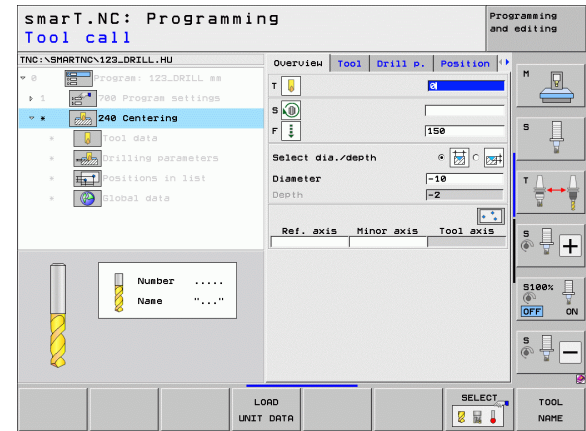 smarT.NC: Programming
Tool call
Programming
and editing
TNC:\SMARTNC\123_DRILL.HU
0 Program: 123_DRILL mm
1 700 Program settings
* 240 Centering
* Tool data
* Drilling parameters
* Positions in list
* Global data
Overview Tool Drill p. Position
T 0
S
F 150
Select dia./depth
Diameter -10
Depth -2
Ref. axis Minor axis Tool axis
Number .....
Name "..."
M
S
T
S
S100%
OFF ON
S
LOAD
UNIT DATA
SELECT
TOOL
NAME